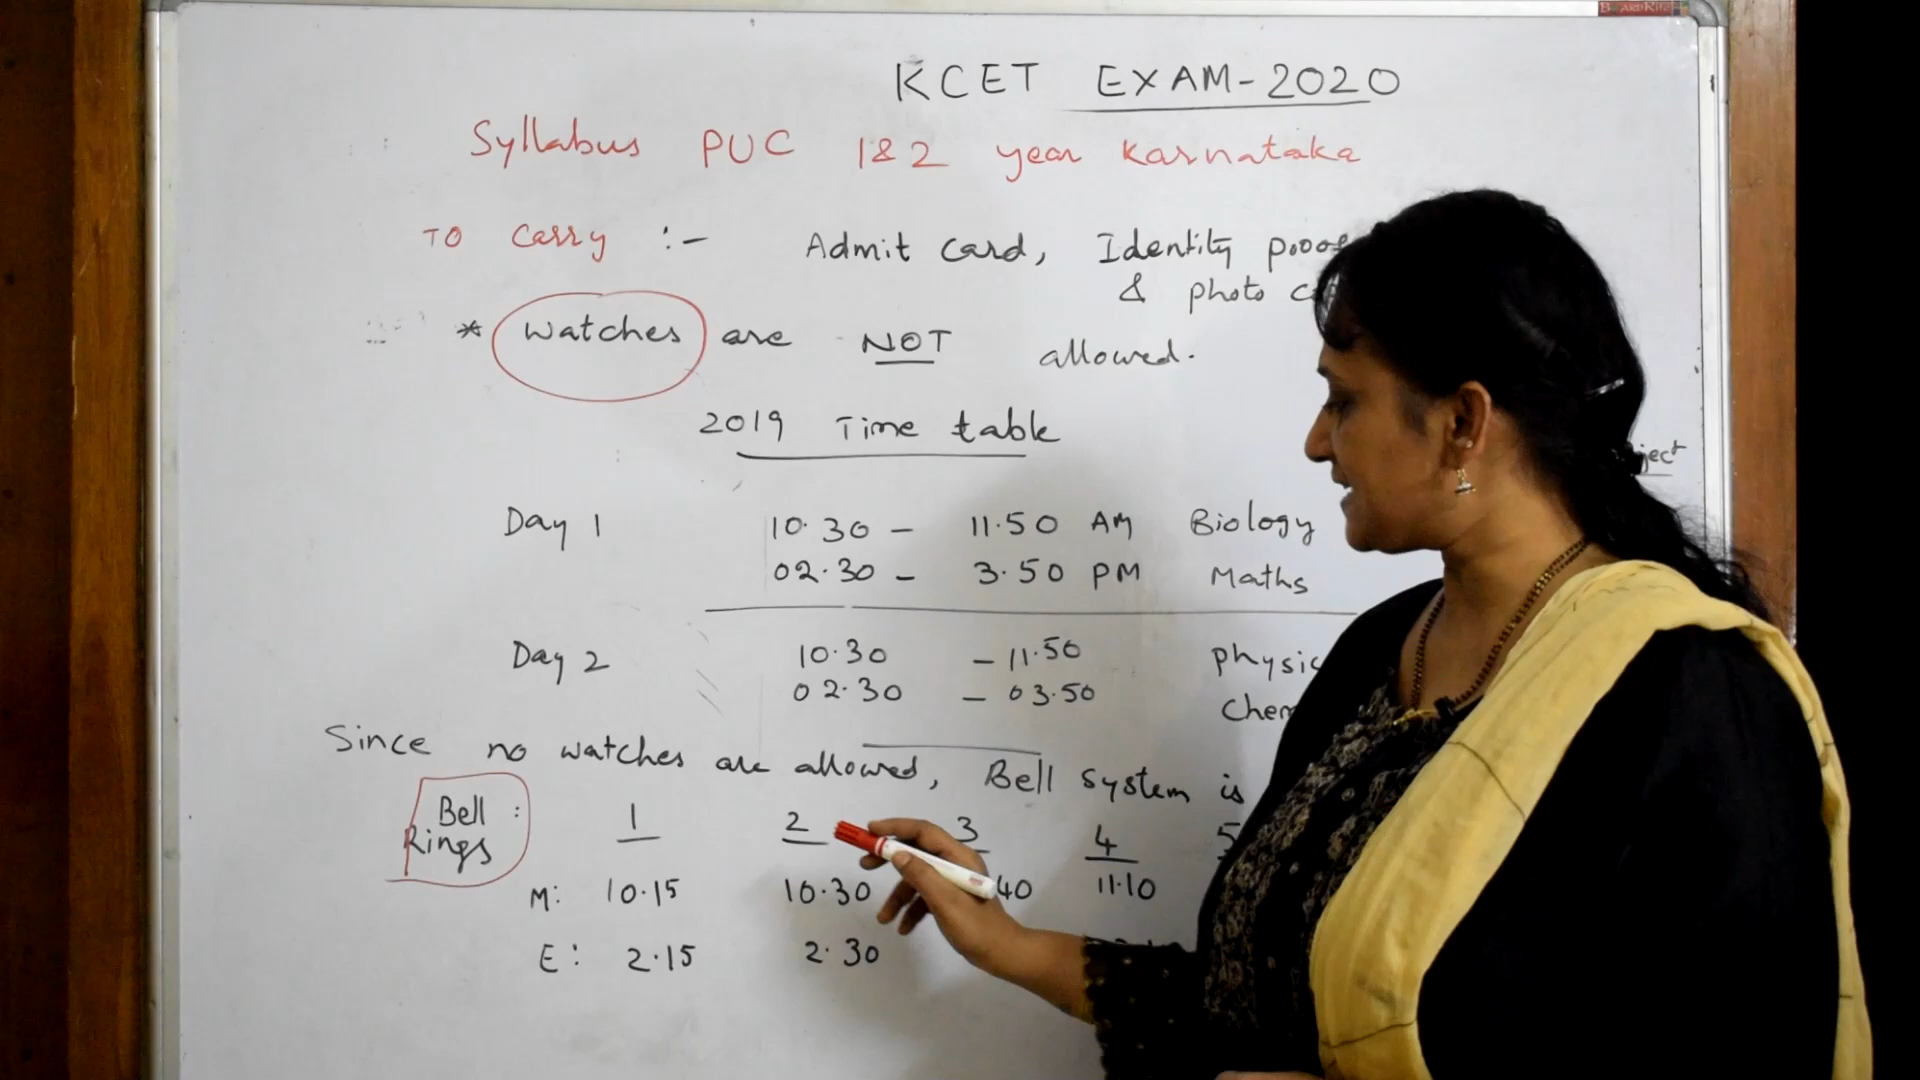 KCET EXAM-2020
Syllabus PUC 1&2 year Karnataka
TO Carry :- Admit Card, Identity proof
& photo
* Watches are NOT allowed.
2019 Time table
Day 1 10.30 - 11.50 AM Biology
02.30 - 3.50 PM Maths
Day 2 10.30 - 11.50
02.30 - 03.50
Since no watches are allowed, Bell system is
Bell Rings : 1 2 3 4 5
M: 10.15 10.30 40 11.10
E: 2.15 2.30